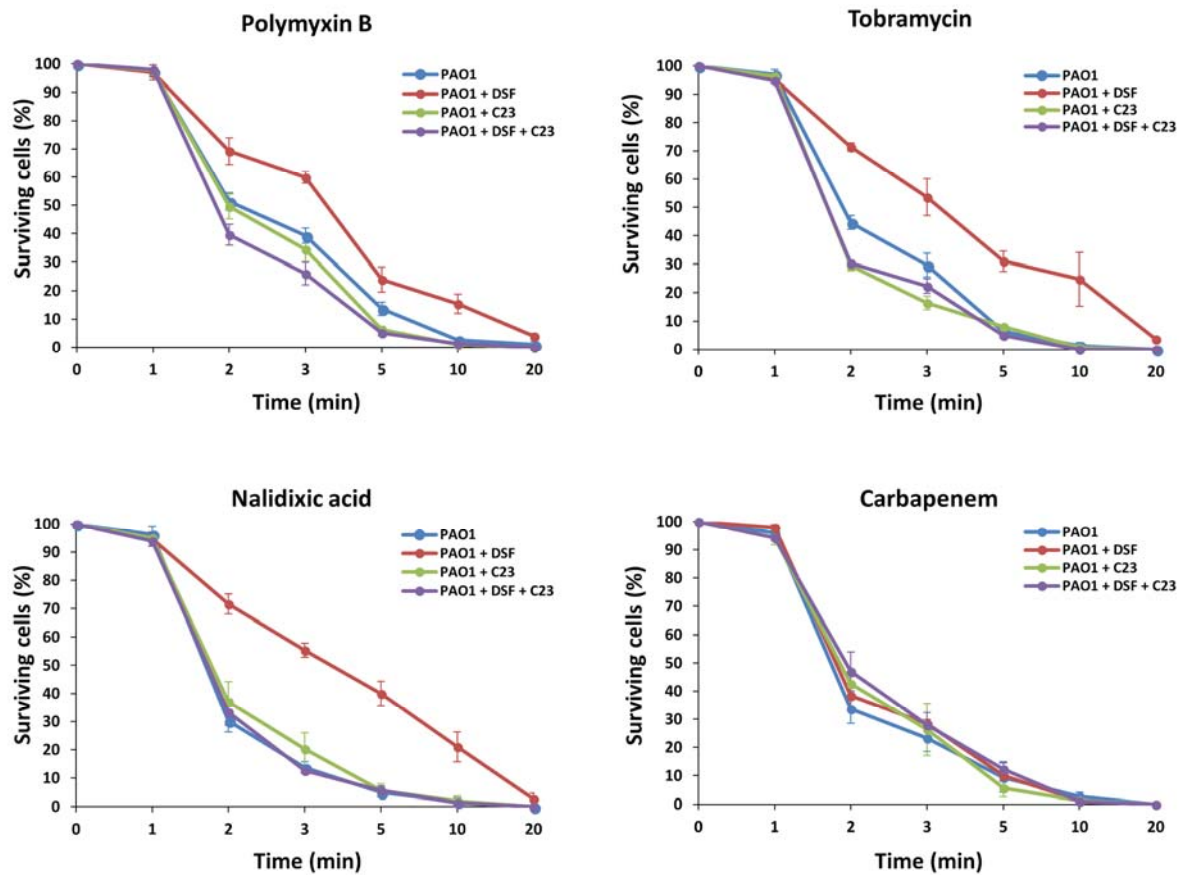 Polymyxin B
Surviving cells (%)
100
90
80
70
60
50
40
30
20
10
0
PAO1
PAO1 + DSF
PAO1 + C23
PAO1 + DSF + C23
0 1 2 3 5 10 20
Time (min)
Tobramycin
Surviving cells (%)
100
90
80
70
60
50
40
30
20
10
0
PAO1
PAO1 + DSF
PAO1 + C23
PAO1 + DSF + C23
0 1 2 3 5 10 20
Time (min)
Nalidixic acid
Surviving cells (%)
100
90
80
70
60
50
40
30
20
10
0
PAO1
PAO1 + DSF
PAO1 + C23
PAO1 + DSF + C23
0 1 2 3 5 10 20
Time (min)
Carbapenem
Surviving cells (%)
100
90
80
70
60
50
40
30
20
10
0
PAO1
PAO1 + DSF
PAO1 + C23
PAO1 + DSF + C23
0 1 2 3 5 10 20
Time (min)